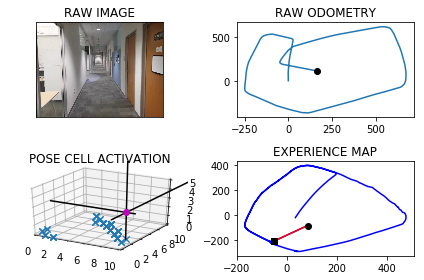 RAW IMAGE
RAW ODOMETRY
500
0
-250 0 250 500
POSE CELL ACTIVATION
5
4
3
2
1
0
0 2 4 6 8 10
0 2 4 6 8 10
EXPERIENCE MAP
400
200
0
-200
-200 0 200 400